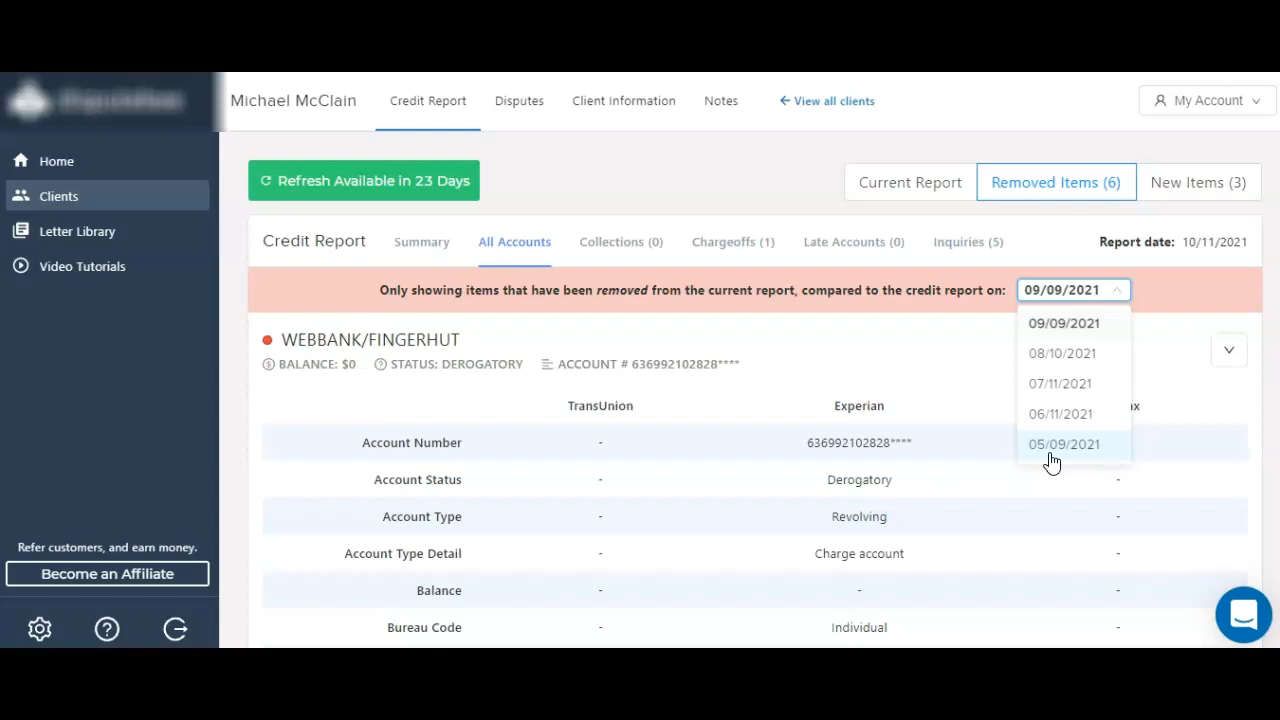 Michael McClain Credit Report Disputes Client Information Notes ← View all clients My Account
Home
Clients
Letter Library
Video Tutorials
Refer customers, and earn money.
Become an Affiliate
Refresh Available in 23 Days Current Report Removed Items (6) New Items (3)
Credit Report Summary All Accounts Collections (0) Chargeoffs (1) Late Accounts (0) Inquiries (5) Report date: 10/11/2021
Only showing items that have been removed from the current report, compared to the credit report on: 09/09/2021
09/09/2021
08/10/2021
07/11/2021
06/11/2021
05/09/2021
WEBBANK/FINGERHUT
BALANCE: $0 STATUS: DEROGATORY ACCOUNT # 636992102828****
TransUnion Experian
Account Number - 636992102828****
Account Status - Derogatory -
Account Type - Revolving -
Account Type Detail - Charge account -
Balance - - -
Bureau Code - Individual -